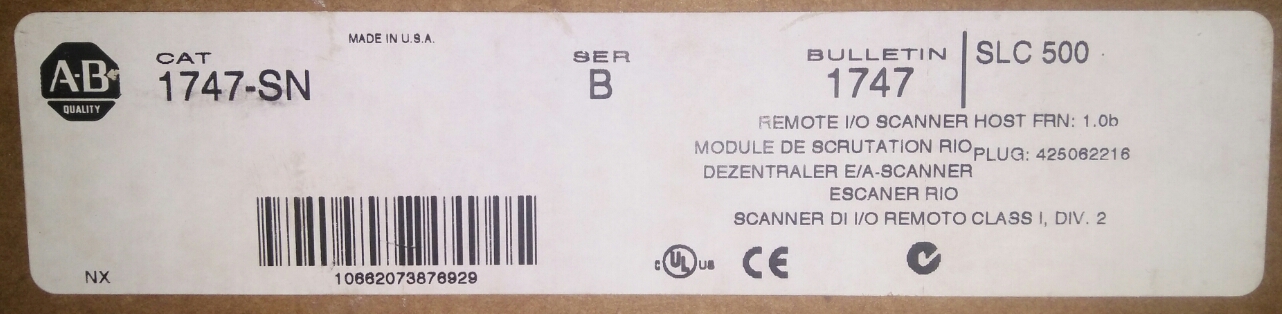 MADE IN U.S.A.
A-B
QUALITY
CAT
1747-SN
SER
B
BULLETIN
1747
SLC 500
REMOTE I/O SCANNER HOST FRN: 1.0b
MODULE DE SCRUTATION RIO PLUG: 425062216
DEZENTRALER E/A-SCANNER
ESCANER RIO
SCANNER DI I/O REMOTO CLASS I, DIV. 2
NX
10662073876929
C UL US CE